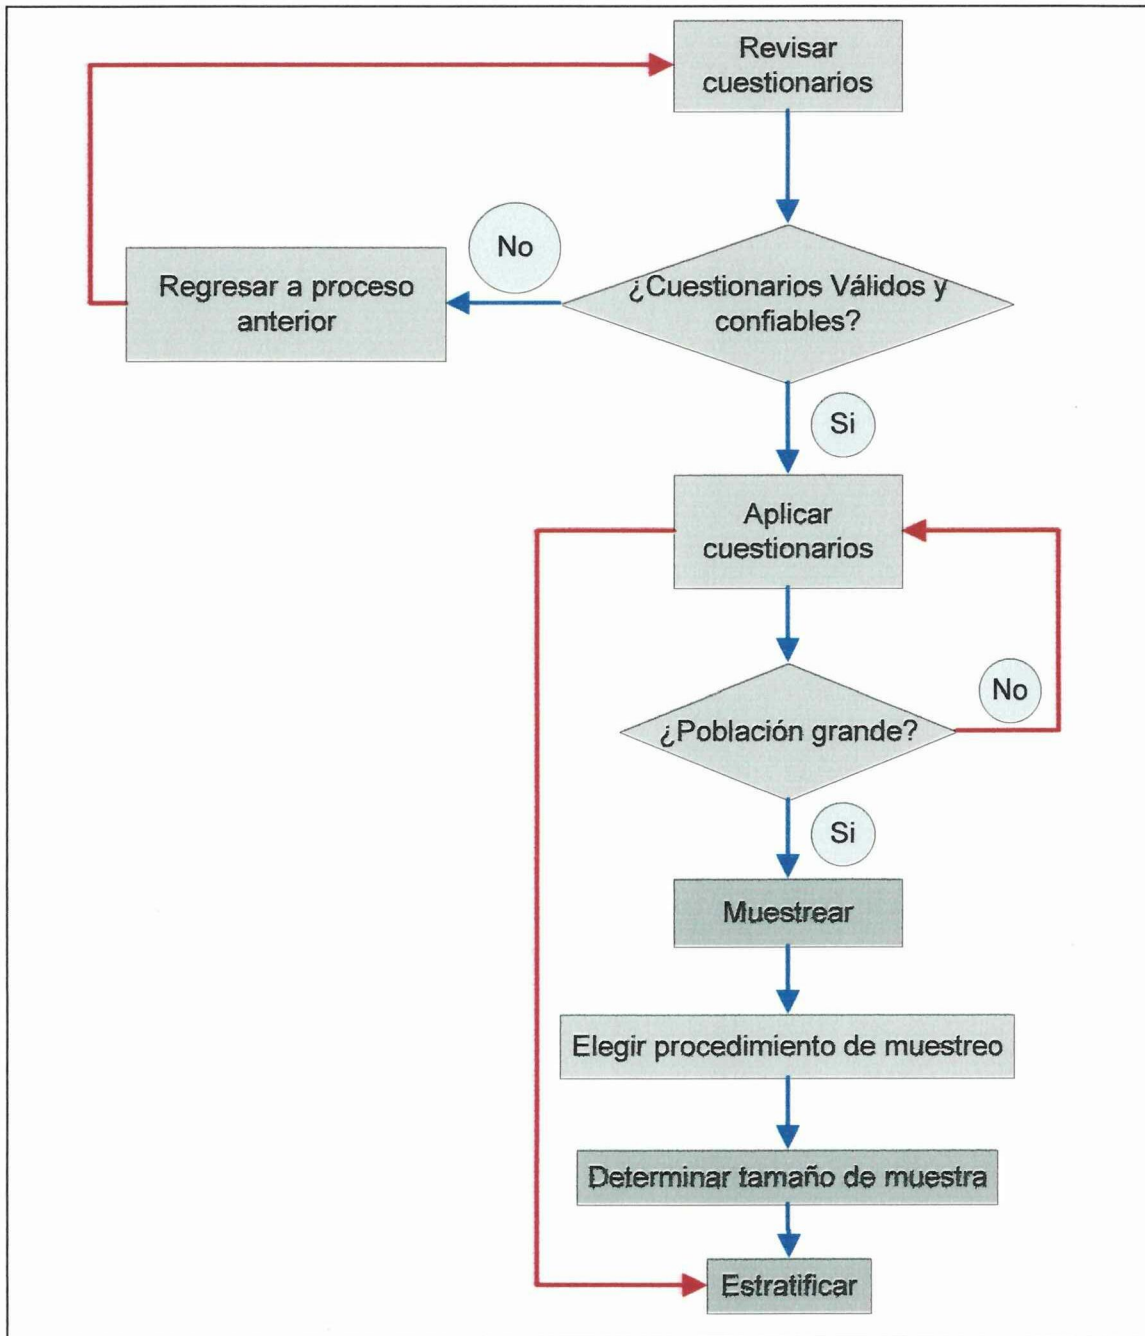 Revisar
cuestionarios
No
Regresar a proceso
anterior
¿Cuestionarios Válidos y
confiables?
Si
Aplicar
cuestionarios
No
¿Población grande?
Si
Muestrear
Elegir procedimiento de muestreo
Determinar tamaño de muestra
Estratificar